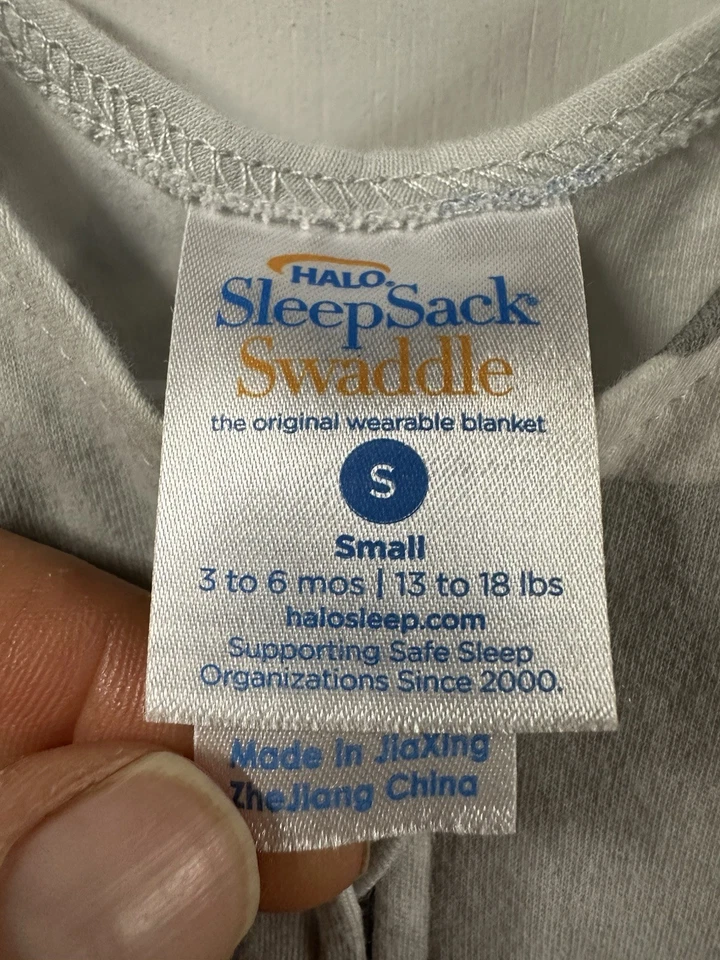 HALO®
SleepSack®
Swaddle
the original wearable blanket
S
Small
3 to 6 mos | 13 to 18 lbs
halosleep.com
Supporting Safe Sleep
Organizations Since 2000.
Made in JiaXing
ZheJiang China